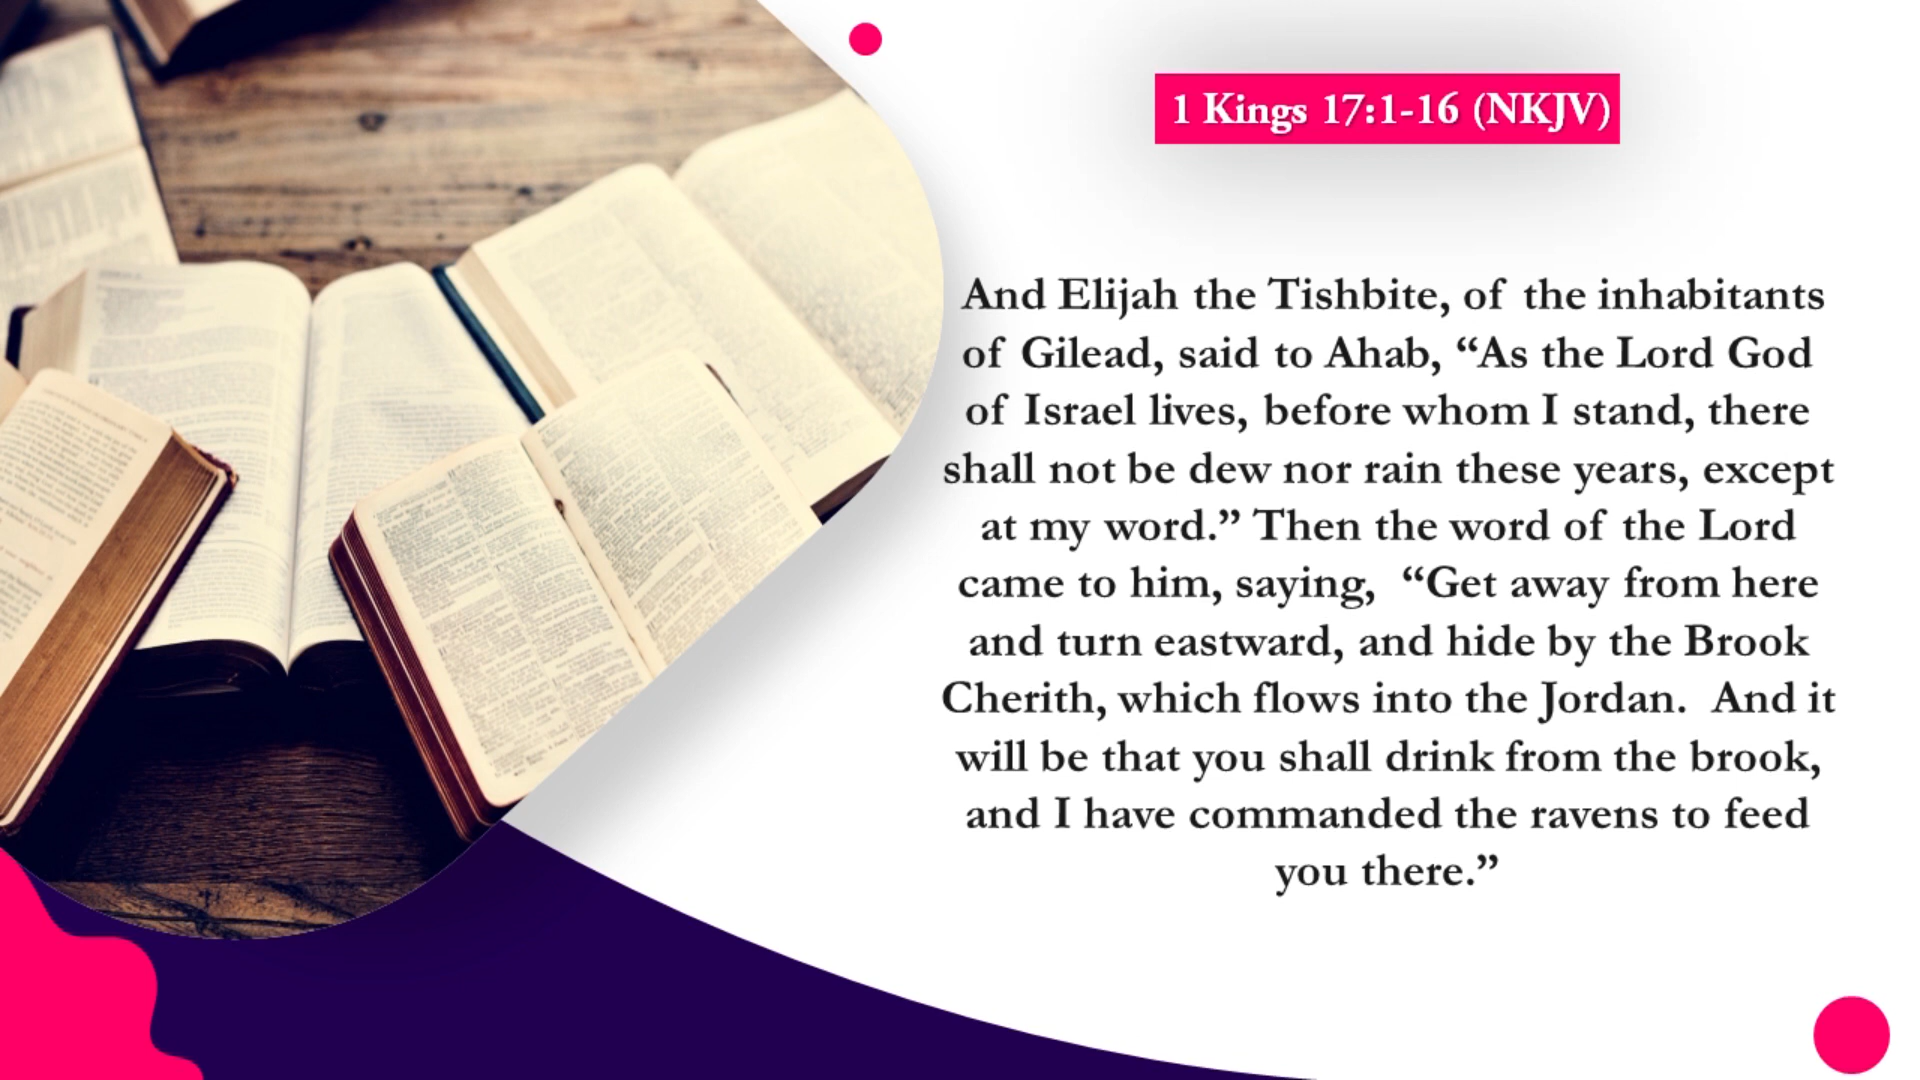 1 Kings 17:1-16 (NKJV)
And Elijah the Tishbite, of the inhabitants
of Gilead, said to Ahab, “As the Lord God
of Israel lives, before whom I stand, there
shall not be dew nor rain these years, except
at my word.” Then the word of the Lord
came to him, saying, “Get away from here
and turn eastward, and hide by the Brook
Cherith, which flows into the Jordan. And it
will be that you shall drink from the brook,
and I have commanded the ravens to feed
you there.”